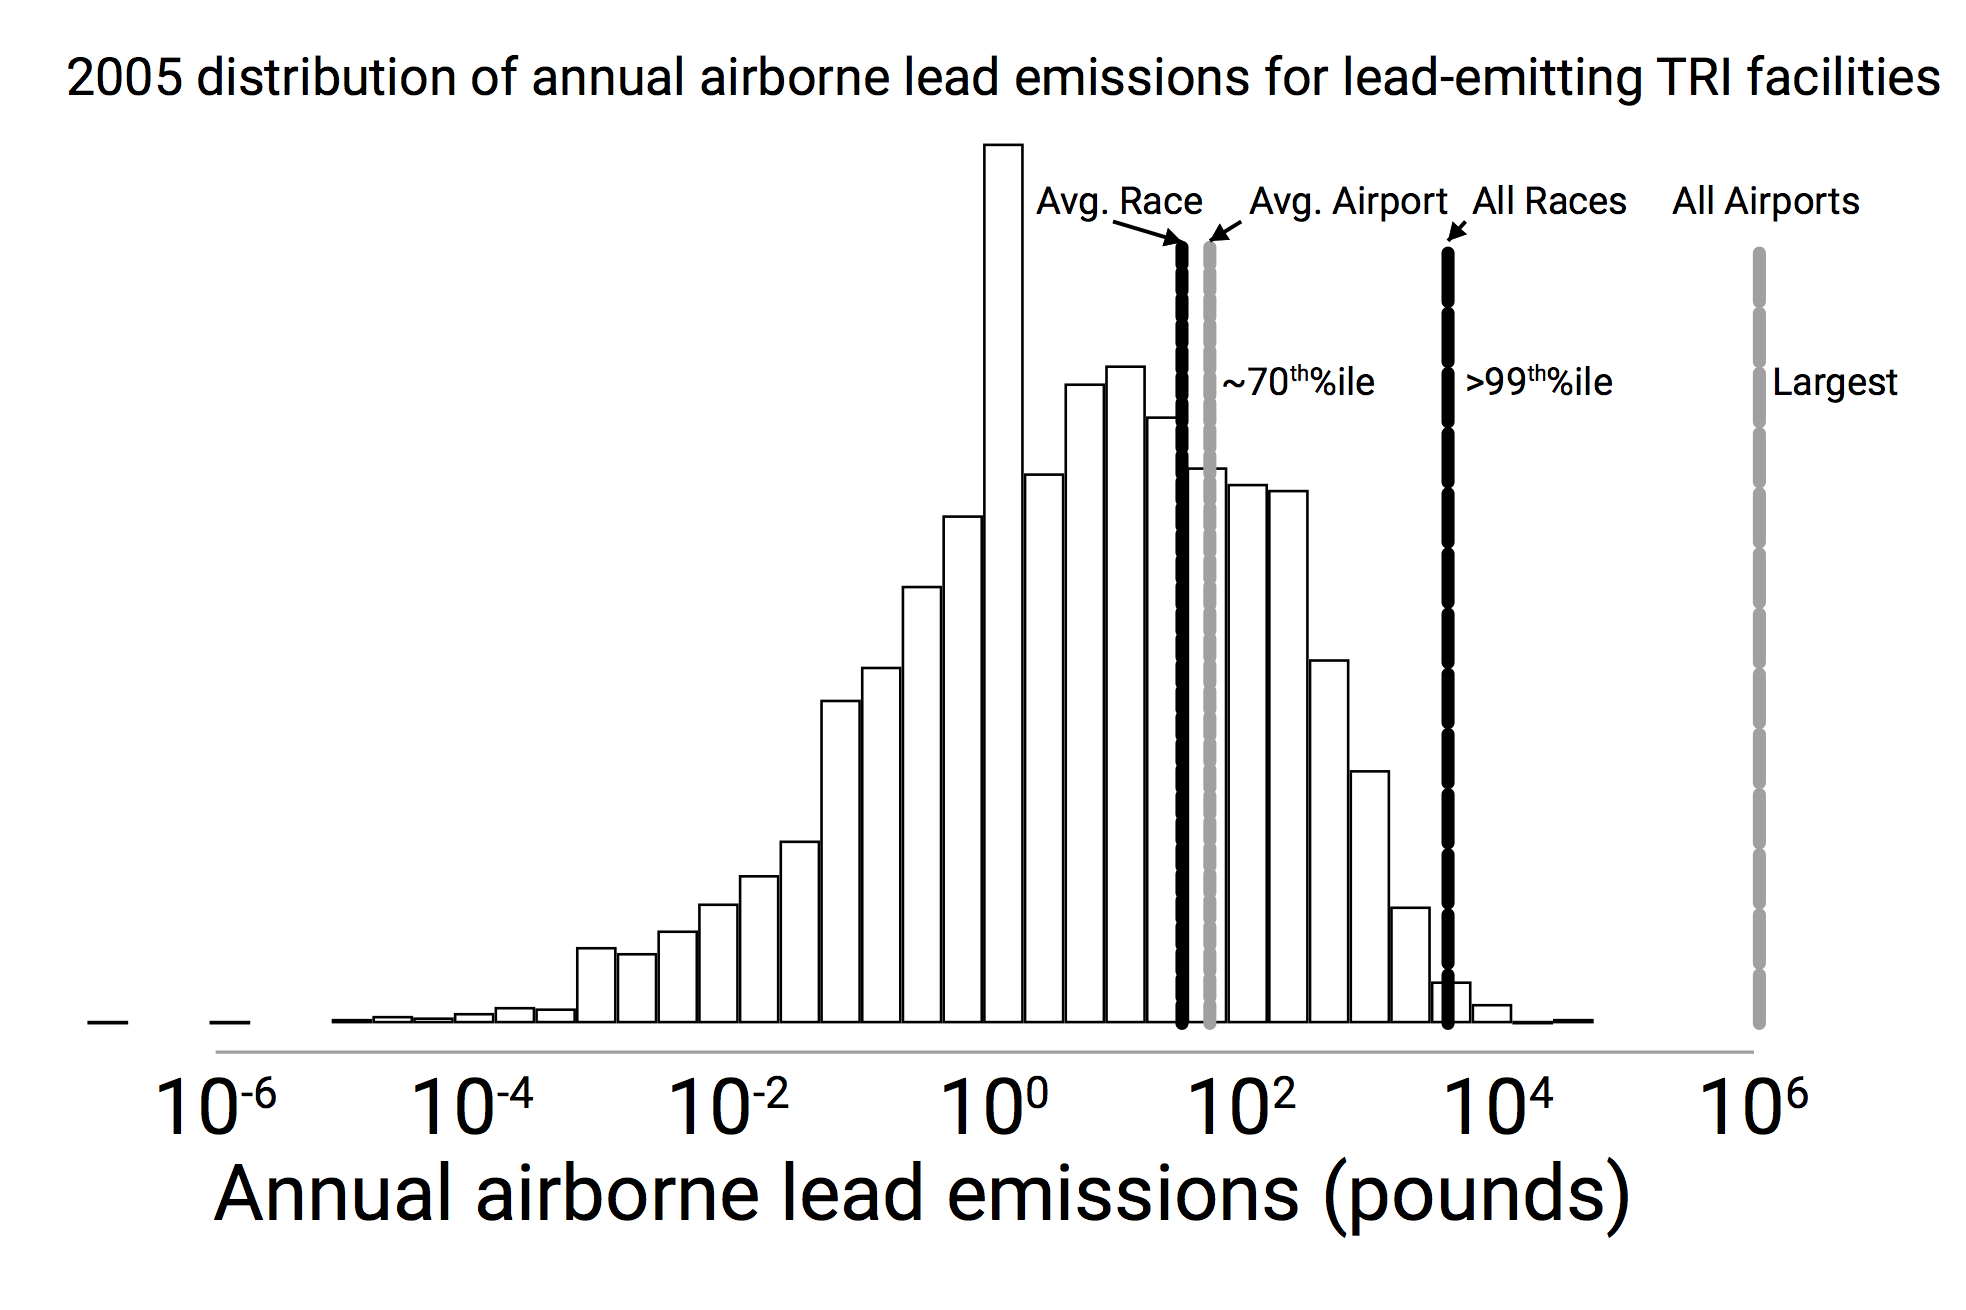 2005 distribution of annual airborne lead emissions for lead-emitting TRI facilities
Avg. Race Avg. Airport All Races All Airports
~70th%ile >99th%ile Largest
10-6 10-4 10-2 100 102 104 106
Annual airborne lead emissions (pounds)